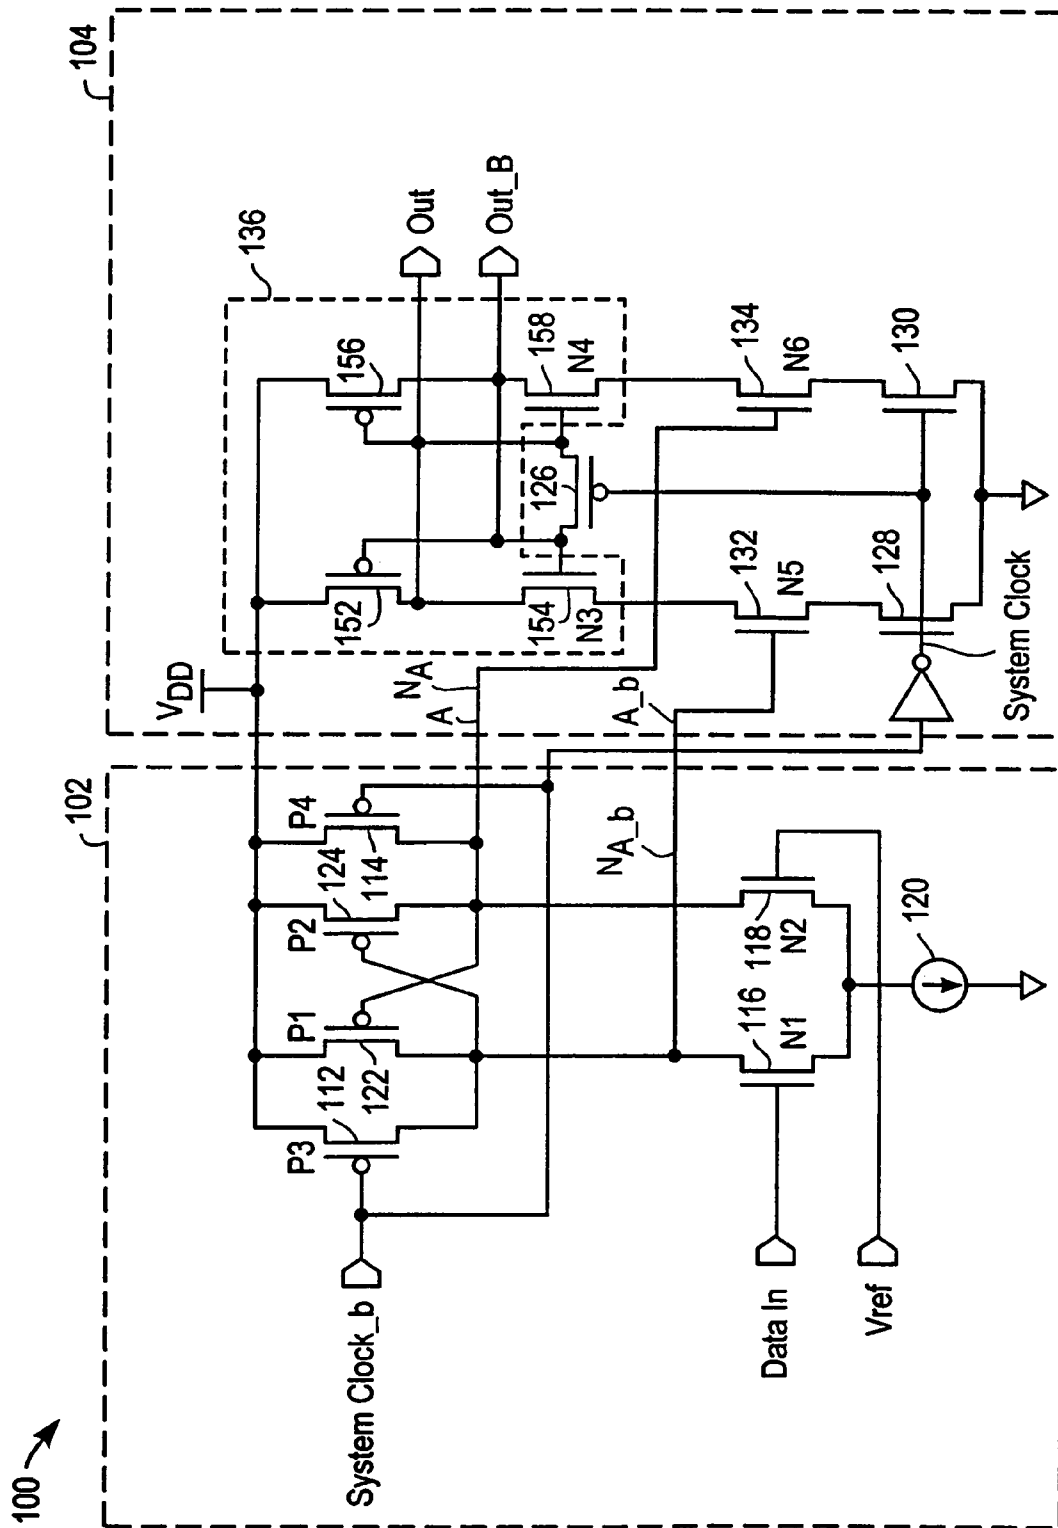 100
102
104
System Clock_b
P3
112
P1
122
P2
124
P4
114
VDD
136
152
156
Out
Out_B
154
N3
126
158
N4
NA
A
A_b
NA_b
132
N5
134
N6
128
130
System Clock
Data In
Vref
116
N1
118
N2
120